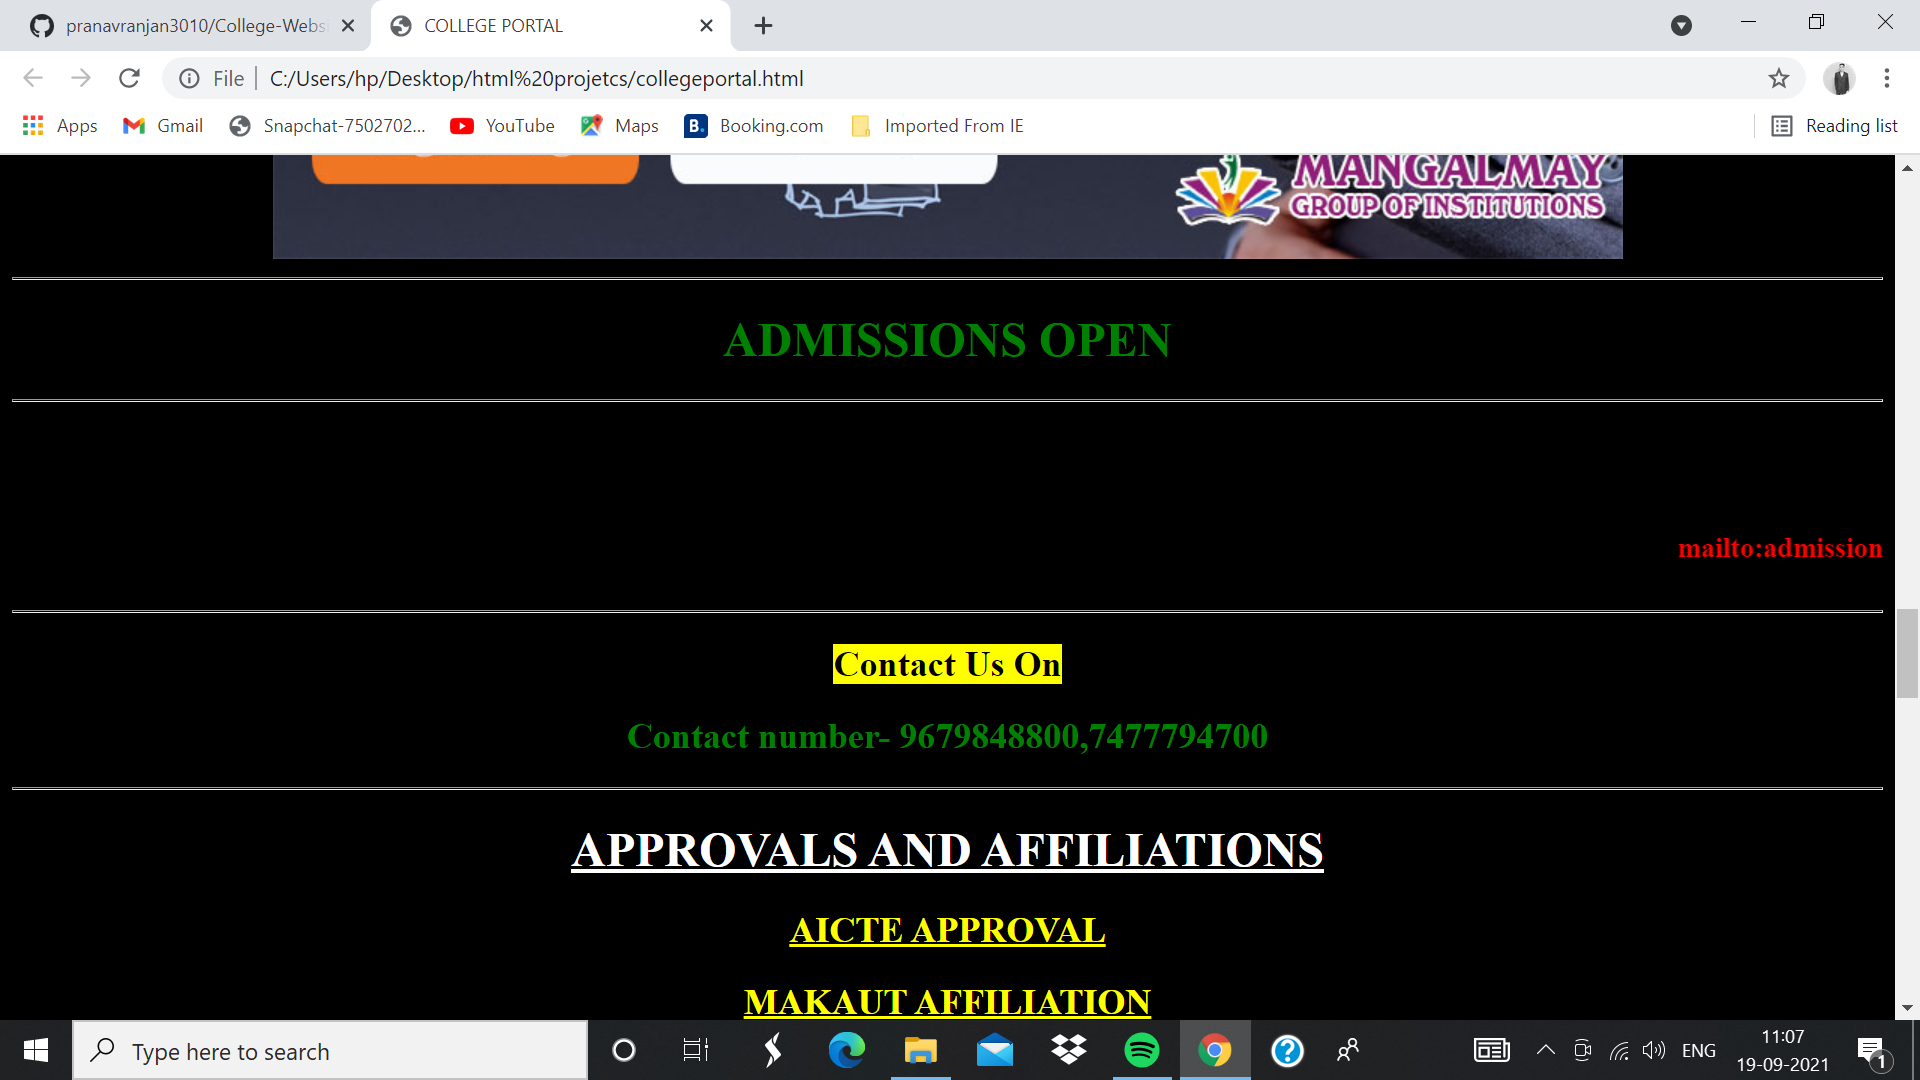 pranavranjan3010/College-Websi
COLLEGE PORTAL
File
C:/Users/hp/Desktop/html%20projetcs/collegeportal.html
Apps
Gmail
Snapchat-7502702...
YouTube
Maps
B.
Booking.com
Imported From IE
Reading list
MANGALMAY
GROUP OF INSTITUTIONS
ADMISSIONS OPEN
mailto:admission
Contact Us On
Contact number- 9679848800,7477794700
APPROVALS AND AFFILIATIONS
AICTE APPROVAL
MAKAUT AFFILIATION
Type here to search
ENG
11:07
19-09-2021
1